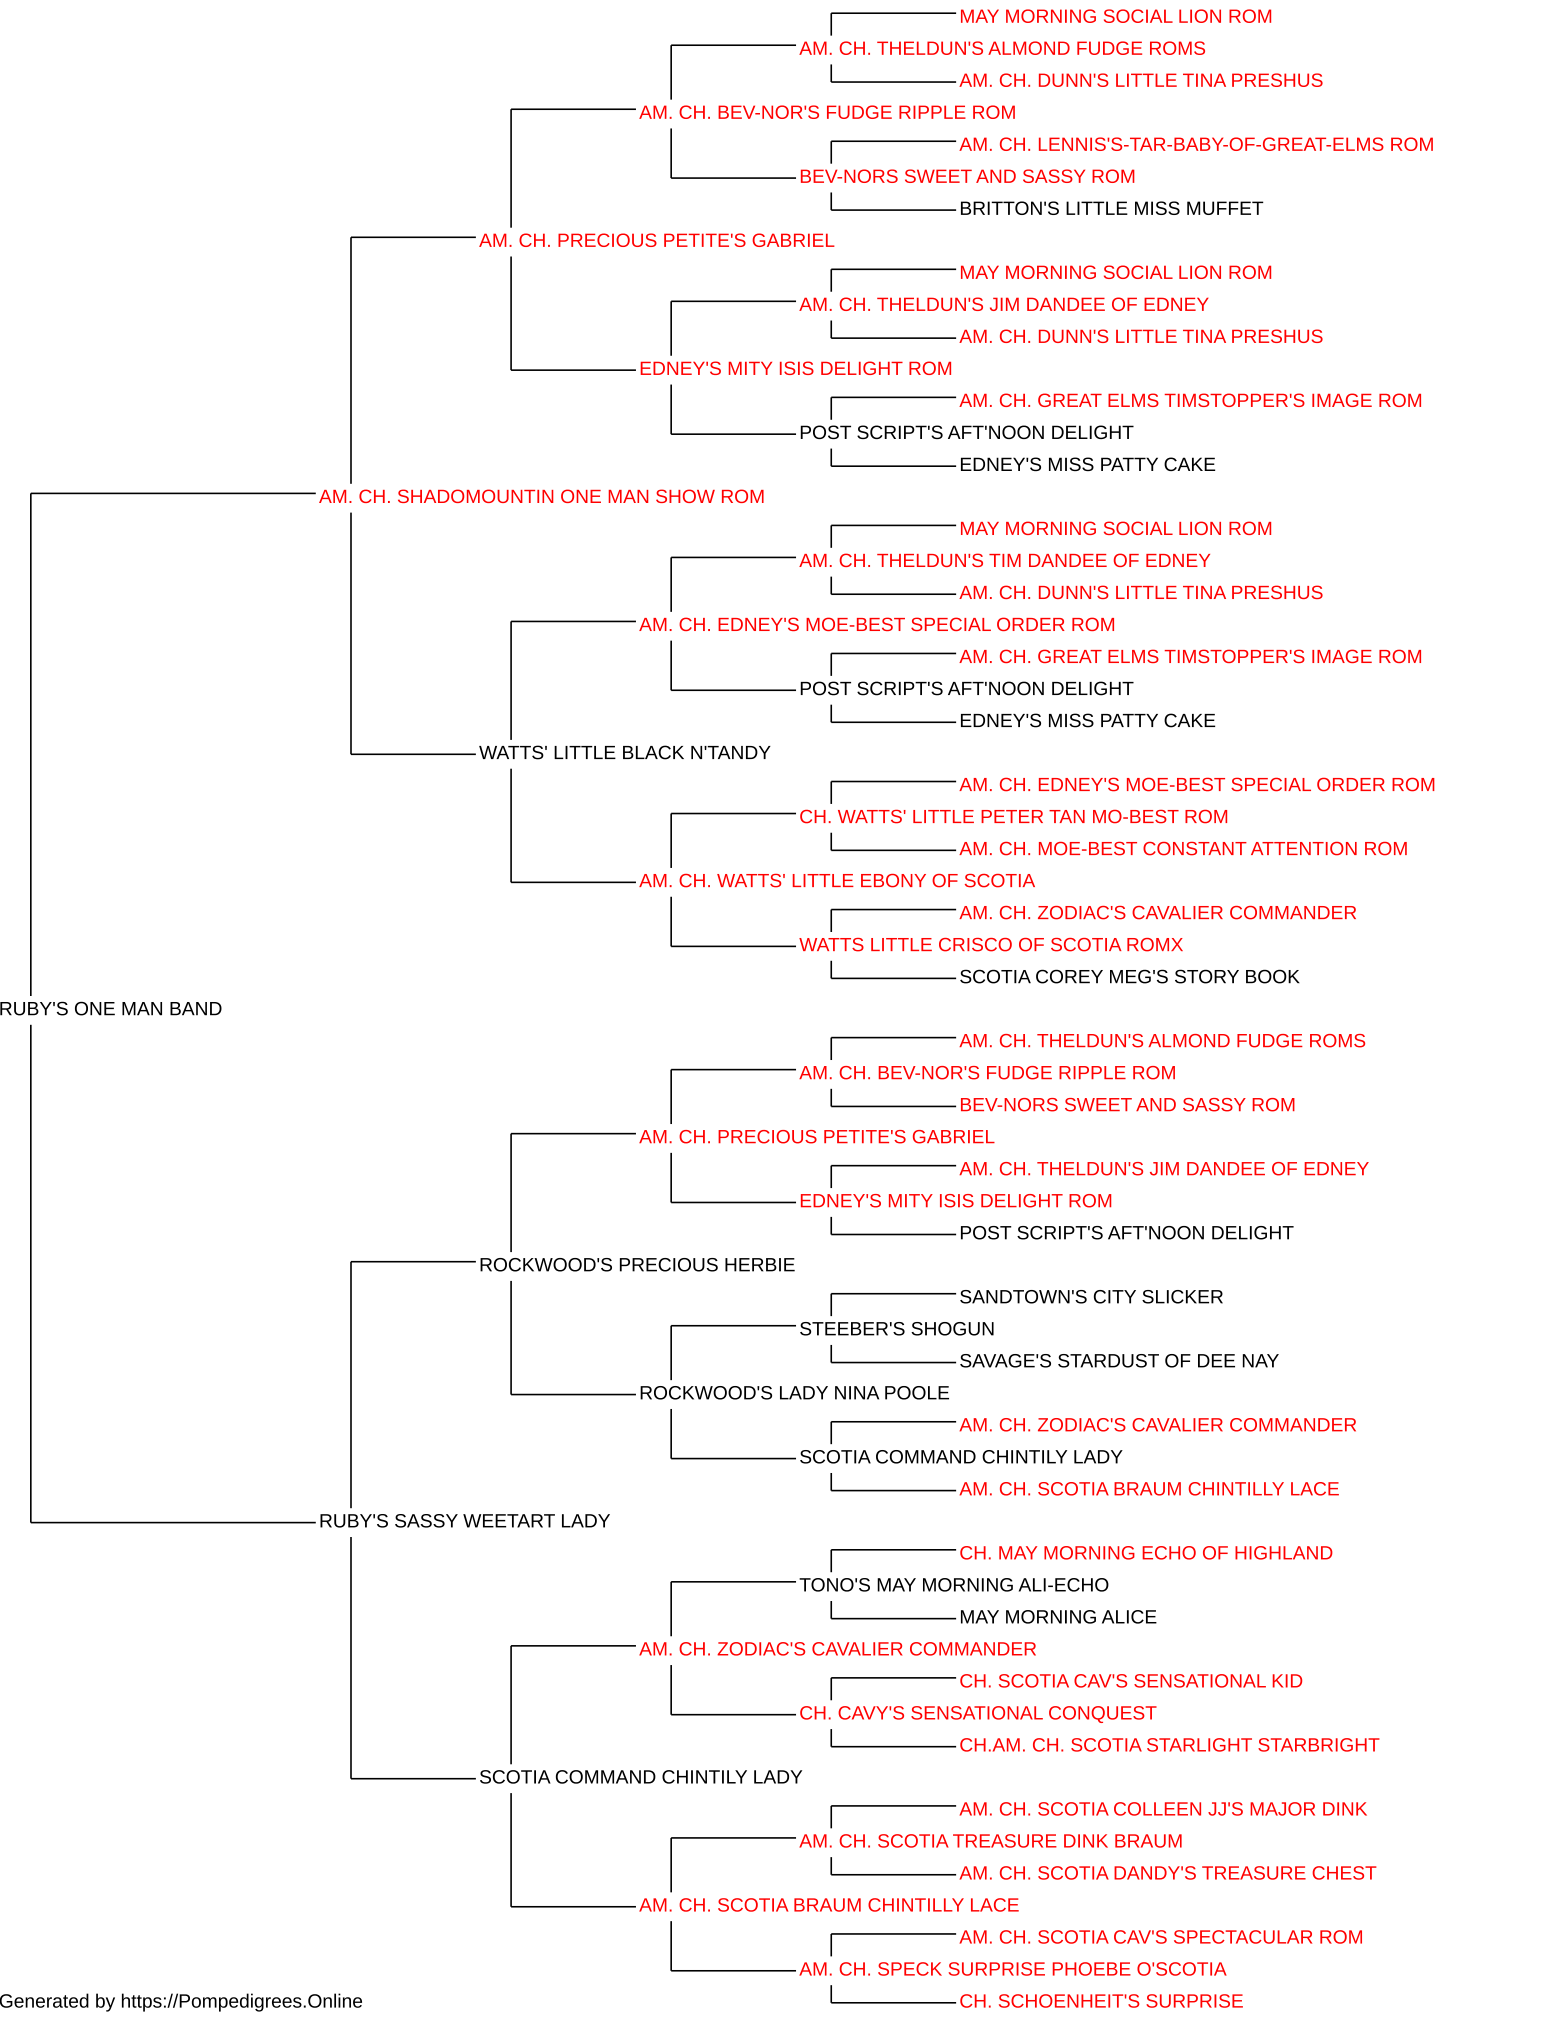 MAY MORNING SOCIAL LION ROM
AM. CH. THELDUN'S ALMOND FUDGE ROMS
AM. CH. DUNN'S LITTLE TINA PRESHUS
AM. CH. BEV-NOR'S FUDGE RIPPLE ROM
AM. CH. LENNIS'S-TAR-BABY-OF-GREAT-ELMS ROM
BEV-NORS SWEET AND SASSY ROM
BRITTON'S LITTLE MISS MUFFET
AM. CH. PRECIOUS PETITE'S GABRIEL
MAY MORNING SOCIAL LION ROM
AM. CH. THELDUN'S JIM DANDEE OF EDNEY
AM. CH. DUNN'S LITTLE TINA PRESHUS
EDNEY'S MITY ISIS DELIGHT ROM
AM. CH. GREAT ELMS TIMSTOPPER'S IMAGE ROM
POST SCRIPT'S AFT'NOON DELIGHT
EDNEY'S MISS PATTY CAKE
AM. CH. SHADOMOUNTIN ONE MAN SHOW ROM
MAY MORNING SOCIAL LION ROM
AM. CH. THELDUN'S TIM DANDEE OF EDNEY
AM. CH. DUNN'S LITTLE TINA PRESHUS
AM. CH. EDNEY'S MOE-BEST SPECIAL ORDER ROM
AM. CH. GREAT ELMS TIMSTOPPER'S IMAGE ROM
POST SCRIPT'S AFT'NOON DELIGHT
EDNEY'S MISS PATTY CAKE
WATTS' LITTLE BLACK N'TANDY
AM. CH. EDNEY'S MOE-BEST SPECIAL ORDER ROM
CH. WATTS' LITTLE PETER TAN MO-BEST ROM
AM. CH. MOE-BEST CONSTANT ATTENTION ROM
AM. CH. WATTS' LITTLE EBONY OF SCOTIA
AM. CH. ZODIAC'S CAVALIER COMMANDER
WATTS LITTLE CRISCO OF SCOTIA ROMX
SCOTIA COREY MEG'S STORY BOOK
RUBY'S ONE MAN BAND
AM. CH. THELDUN'S ALMOND FUDGE ROMS
AM. CH. BEV-NOR'S FUDGE RIPPLE ROM
BEV-NORS SWEET AND SASSY ROM
AM. CH. PRECIOUS PETITE'S GABRIEL
AM. CH. THELDUN'S JIM DANDEE OF EDNEY
EDNEY'S MITY ISIS DELIGHT ROM
POST SCRIPT'S AFT'NOON DELIGHT
ROCKWOOD'S PRECIOUS HERBIE
SANDTOWN'S CITY SLICKER
STEEBER'S SHOGUN
SAVAGE'S STARDUST OF DEE NAY
ROCKWOOD'S LADY NINA POOLE
AM. CH. ZODIAC'S CAVALIER COMMANDER
SCOTIA COMMAND CHINTILY LADY
AM. CH. SCOTIA BRAUM CHINTILLY LACE
RUBY'S SASSY WEETART LADY
CH. MAY MORNING ECHO OF HIGHLAND
TONO'S MAY MORNING ALI-ECHO
MAY MORNING ALICE
AM. CH. ZODIAC'S CAVALIER COMMANDER
CH. SCOTIA CAV'S SENSATIONAL KID
CH. CAVY'S SENSATIONAL CONQUEST
CH.AM. CH. SCOTIA STARLIGHT STARBRIGHT
SCOTIA COMMAND CHINTILY LADY
AM. CH. SCOTIA COLLEEN JJ'S MAJOR DINK
AM. CH. SCOTIA TREASURE DINK BRAUM
AM. CH. SCOTIA DANDY'S TREASURE CHEST
AM. CH. SCOTIA BRAUM CHINTILLY LACE
AM. CH. SCOTIA CAV'S SPECTACULAR ROM
AM. CH. SPECK SURPRISE PHOEBE O'SCOTIA
CH. SCHOENHEIT'S SURPRISE
Generated by https://Pompedigrees.Online